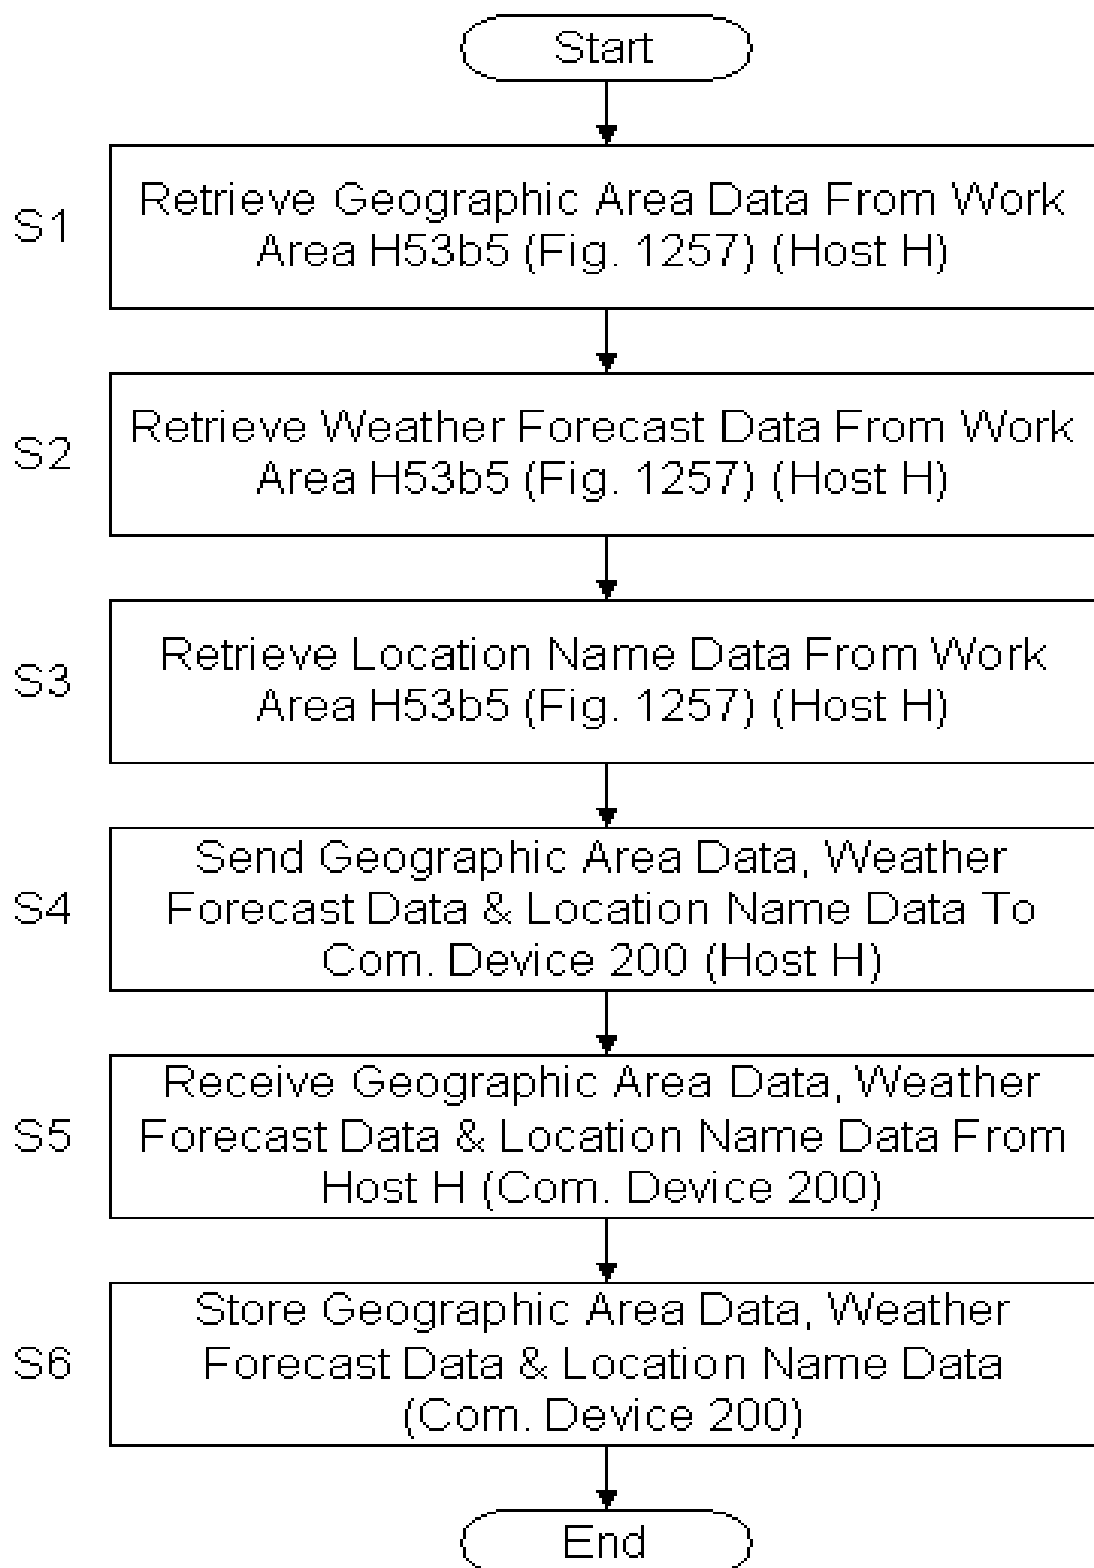 Start
S1
Retrieve Geographic Area Data From Work
Area H53b5 (Fig. 1257) (Host H)
S2
Retrieve Weather Forecast Data From Work
Area H53b5 (Fig. 1257) (Host H)
S3
Retrieve Location Name Data From Work
Area H53b5 (Fig. 1257) (Host H)
S4
Send Geographic Area Data, Weather
Forecast Data & Location Name Data To
Com. Device 200 (Host H)
S5
Receive Geographic Area Data, Weather
Forecast Data & Location Name Data From
Host H (Com. Device 200)
S6
Store Geographic Area Data, Weather
Forecast Data & Location Name Data
(Com. Device 200)
End